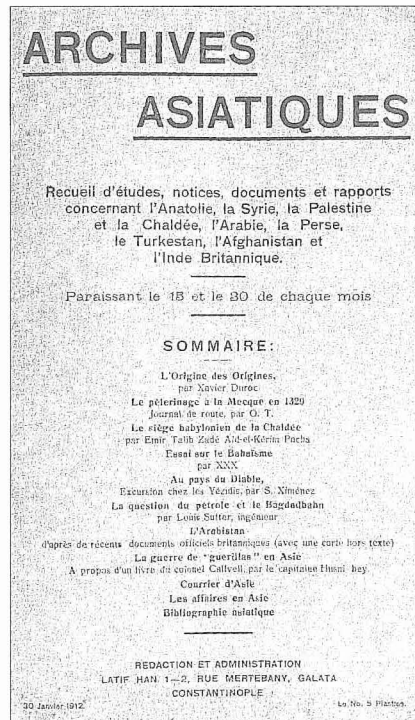 ARCHIVES
ASIATIQUES
Recueil d'études, notices, documents et rapports
concernant l'Anatolie, la Syrie, la Palestine
et la Chaldée, l'Arabie, la Perse,
le Turkestan, l'Afghanistan et
l'Inde Britannique.
Paraissant le 15 et le 30 de chaque mois
SOMMAIRE:
L'Origine des Origines,
par Xavier Duroc
Le pélerinage à la Mecque en 1329
Journal de route, par O. T.
Le siège babylonien de la Chaldée
par Emir Talib Zadé Abd-el-Kérim Pacha
Essai sur le Bahaïsme
par XXX
Au pays du Diable,
Excursion chez les Yézidis, par S. Ximénez
La question du pétrole et le Bagdadbahn
par Louis Sutter, ingénieur
L'Arabistan
d'après de récents documents officiels britanniques (avec une carte hors texte)
La guerre de "guerillas" en Asie
A propos d'un livre du colonel Callvell, par le capitaine Husni bey
Courrier d'Asie
Les affaires en Asie
Bibliographie asiatique
REDACTION ET ADMINISTRATION
LATIF HAN 1—2, RUE MERTEBANY, GALATA
CONSTANTINOPLE
30 Janvier 1912
Le No. 5 Piastres.